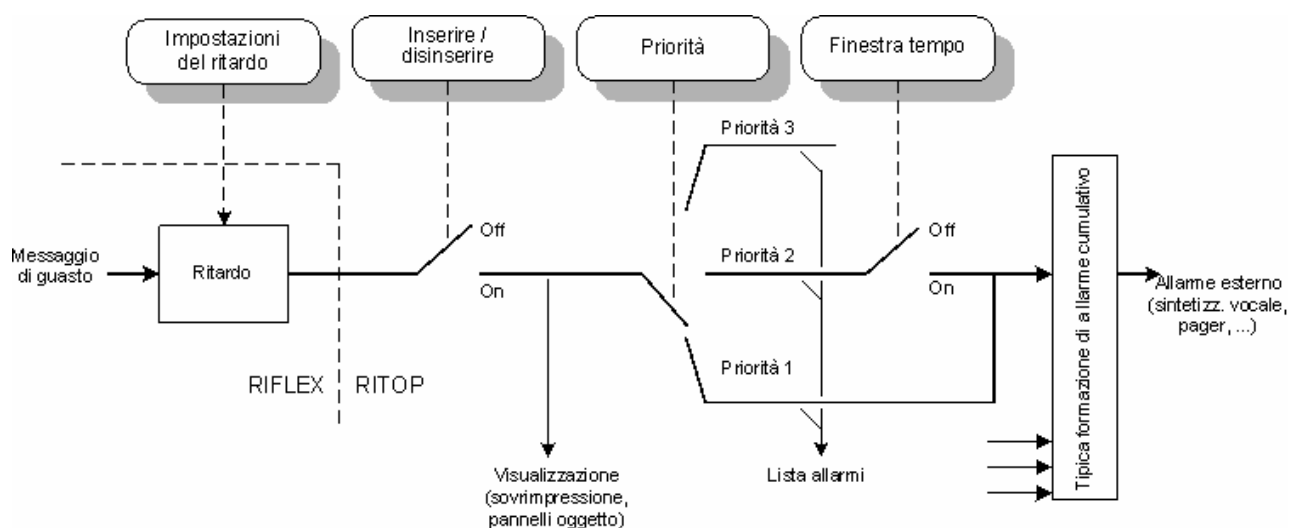 Impostazioni
del ritardo
Inserire /
disinserire
Priorità
Finestra tempo
Priorità 3
Messaggio
di guasto
Ritardo
Off
On
Priorità 2
Off
On
Priorità 1
RIFLEX
RITOP
Tipica formazione di allarme cumulativo
Allarme esterno
(sintetizz. vocale,
pager, ...)
Visualizzazione
(sovrimpressione,
pannelli oggetto)
Lista allarmi